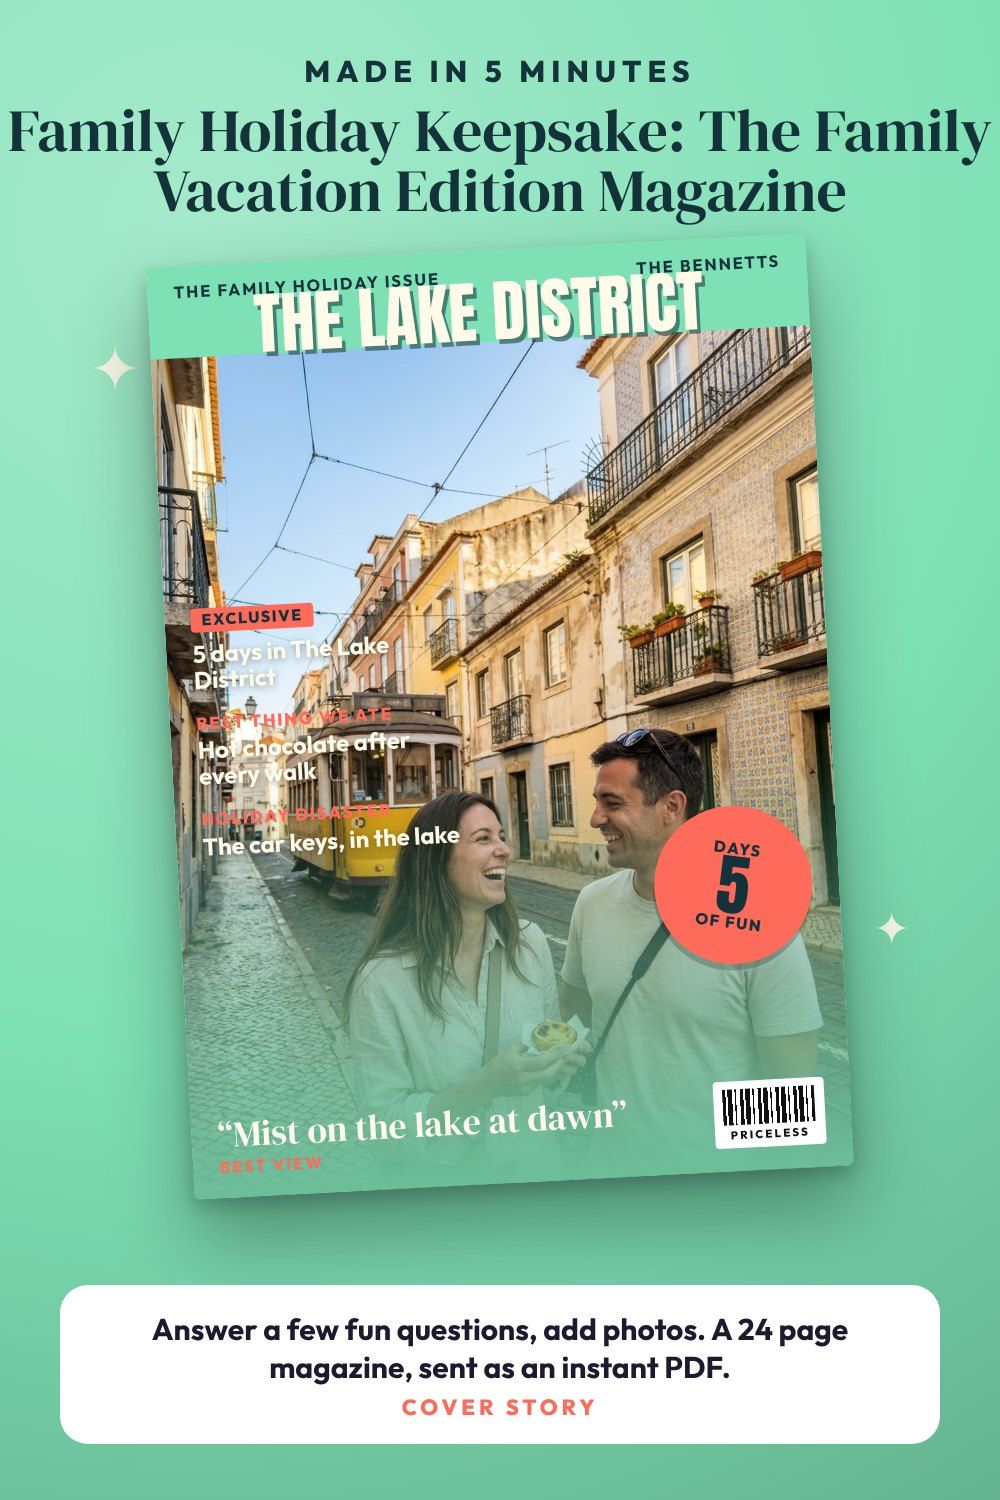 MADE IN 5 MINUTES
Family Holiday Keepsake: The Family
Vacation Edition Magazine
THE FAMILY HOLIDAY ISSUE
THE BENNETTS
THE LAKE DISTRICT
EXCLUSIVE
5 days in The Lake
District
BEST THING WE ATE
Hot chocolate after
every walk
HOLIDAY DISASTER
The car keys, in the lake
DAYS
5
OF FUN
“Mist on the lake at dawn”
BEST VIEW
PRICELESS
Answer a few fun questions, add photos. A 24 page
magazine, sent as an instant PDF.
COVER STORY